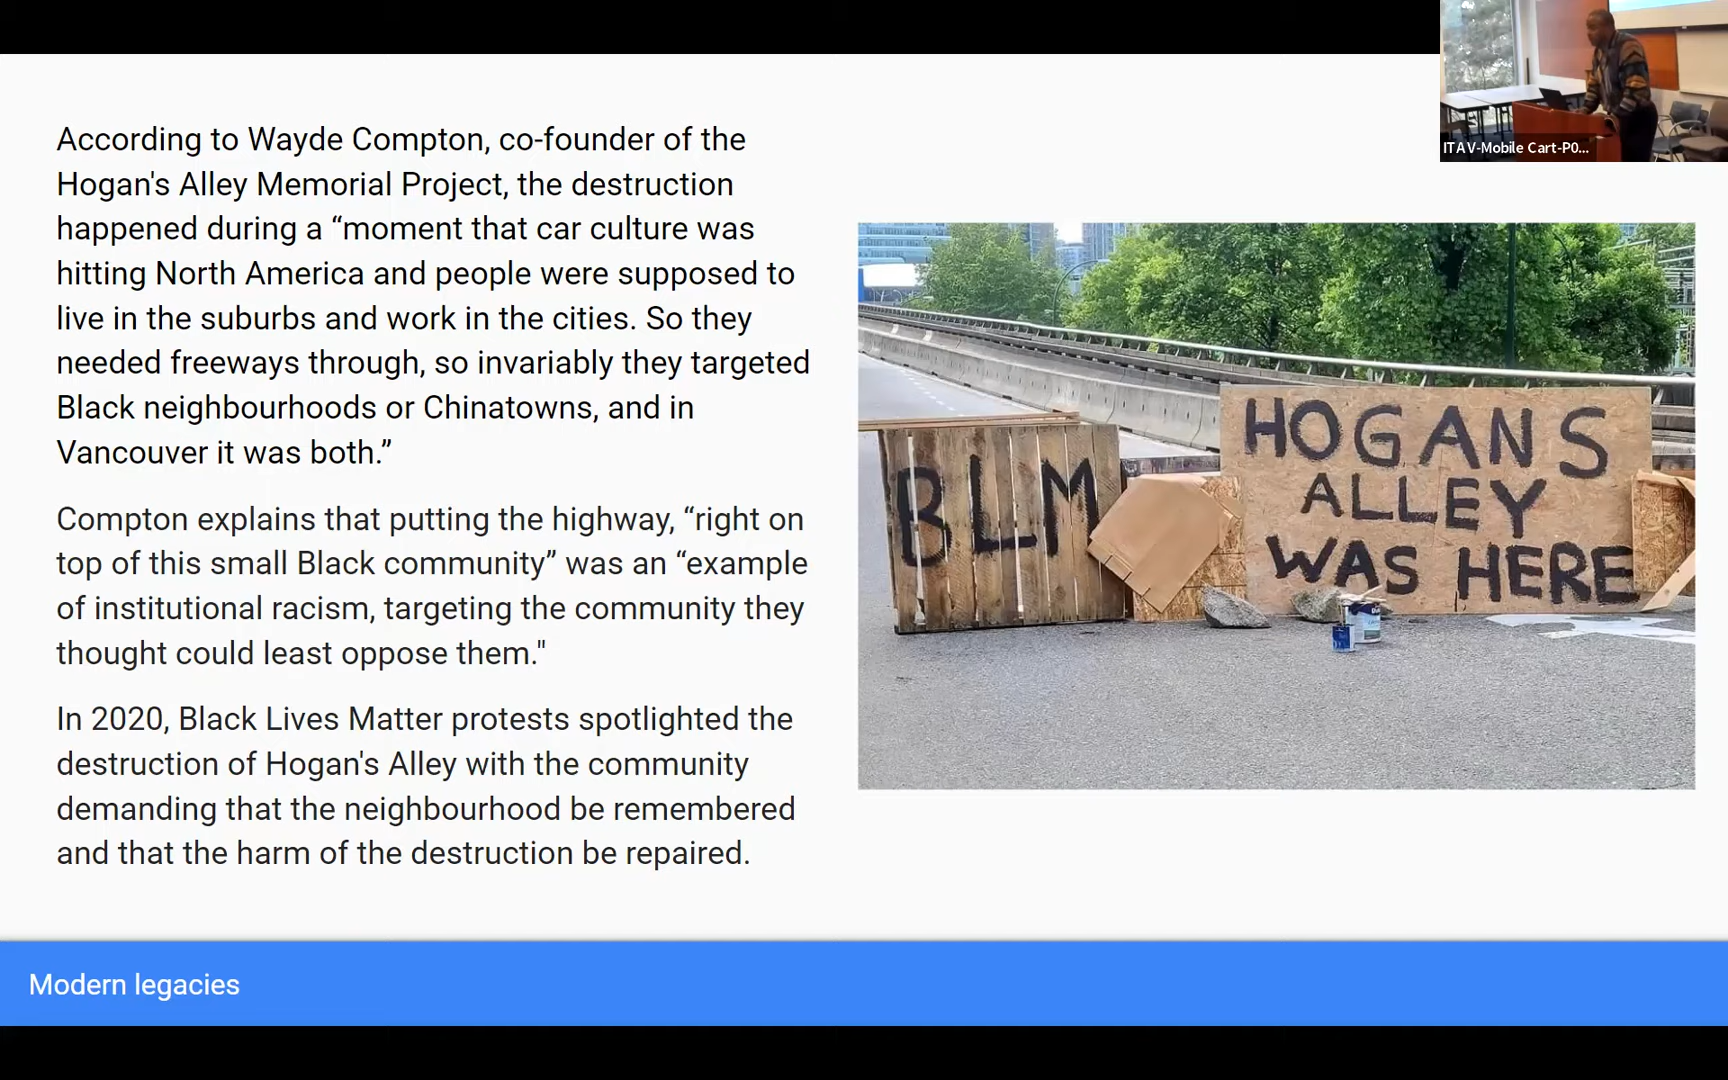 According to Wayde Compton, co-founder of the
Hogan's Alley Memorial Project, the destruction
happened during a “moment that car culture was
hitting North America and people were supposed to
live in the suburbs and work in the cities. So they
needed freeways through, so invariably they targeted
Black neighbourhoods or Chinatowns, and in
Vancouver it was both.”
Compton explains that putting the highway, “right on
top of this small Black community” was an “example
of institutional racism, targeting the community they
thought could least oppose them."
In 2020, Black Lives Matter protests spotlighted the
destruction of Hogan's Alley with the community
demanding that the neighbourhood be remembered
and that the harm of the destruction be repaired.
BLM
HOGANS
ALLEY
WAS HERE
Modern legacies
ITAV-Mobile Cart-P0...